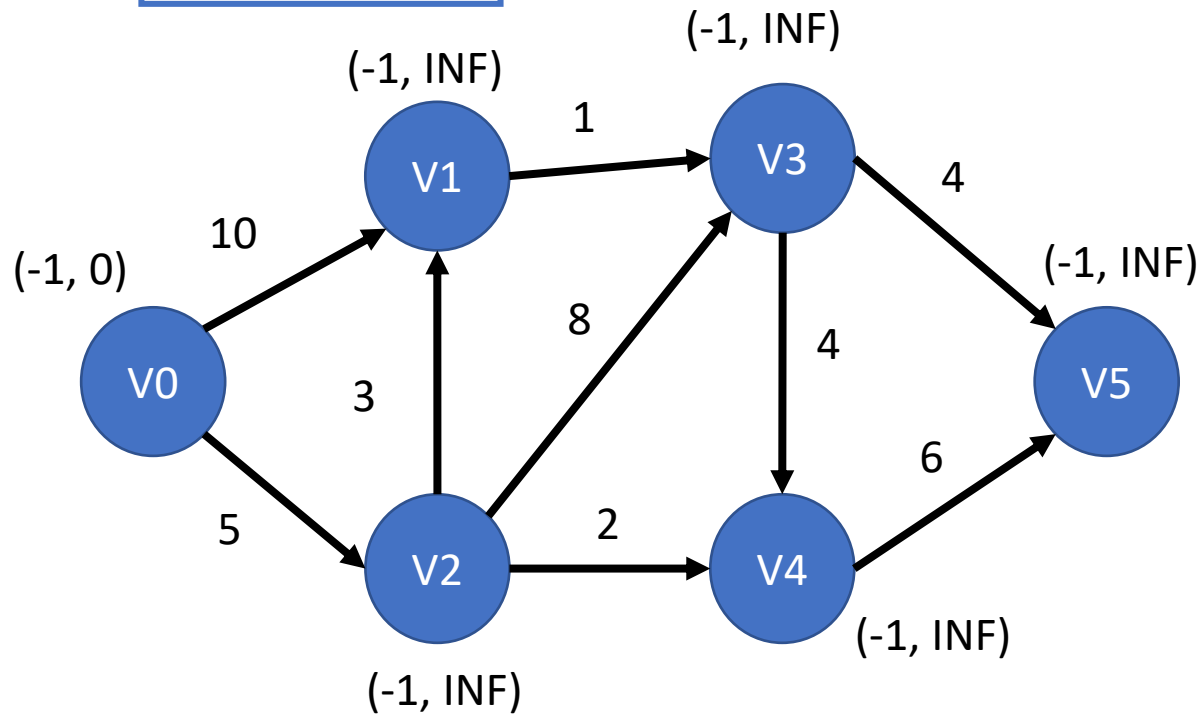 (-1, INF)
(-1, INF)
1
V3
V1
4
10
(-1, 0)
(-1, INF)
8
4
V0
V5
3
6
5
2
V2
V4
(-1, INF)
(-1, INF)